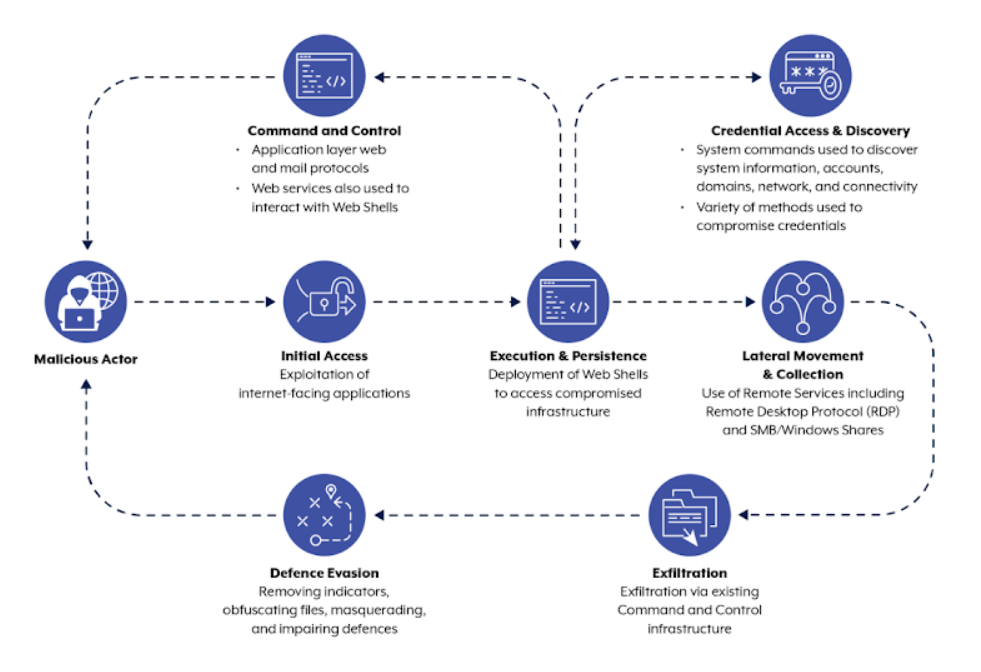 Command and Control
· Application layer web
and mail protocols
· Web services also used to
interact with Web Shells
Credential Access & Discovery
· System commands used to discover
system information, accounts,
domains, network, and connectivity
· Variety of methods used to
compromise credentials
Malicious Actor
Initial Access
Exploitation of
internet-facing applications
Execution & Persistence
Deployment of Web Shells
to access compromised
infrastructure
Lateral Movement
& Collection
Use of Remote Services including
Remote Desktop Protocol (RDP)
and SMB/Windows Shares
Defence Evasion
Removing indicators,
obfuscating files, masquerading,
and impairing defences
Exfiltration
Exfiltration via existing
Command and Control
infrastructure